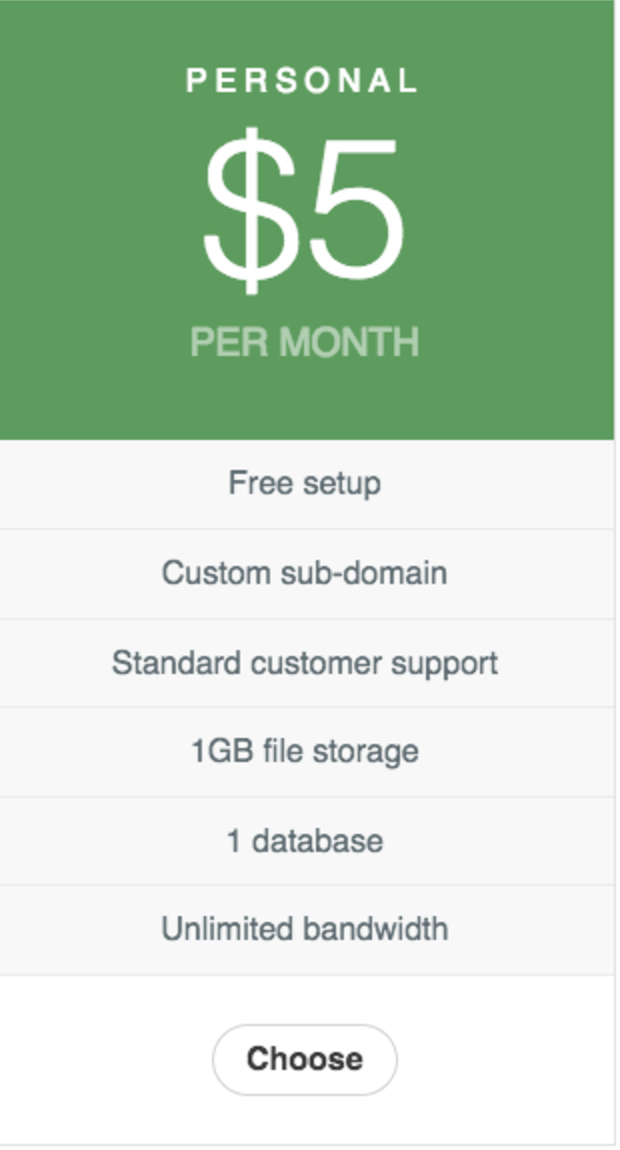 PERSONAL
$5
PER MONTH
Free setup
Custom sub-domain
Standard customer support
1GB file storage
1 database
Unlimited bandwidth
Choose